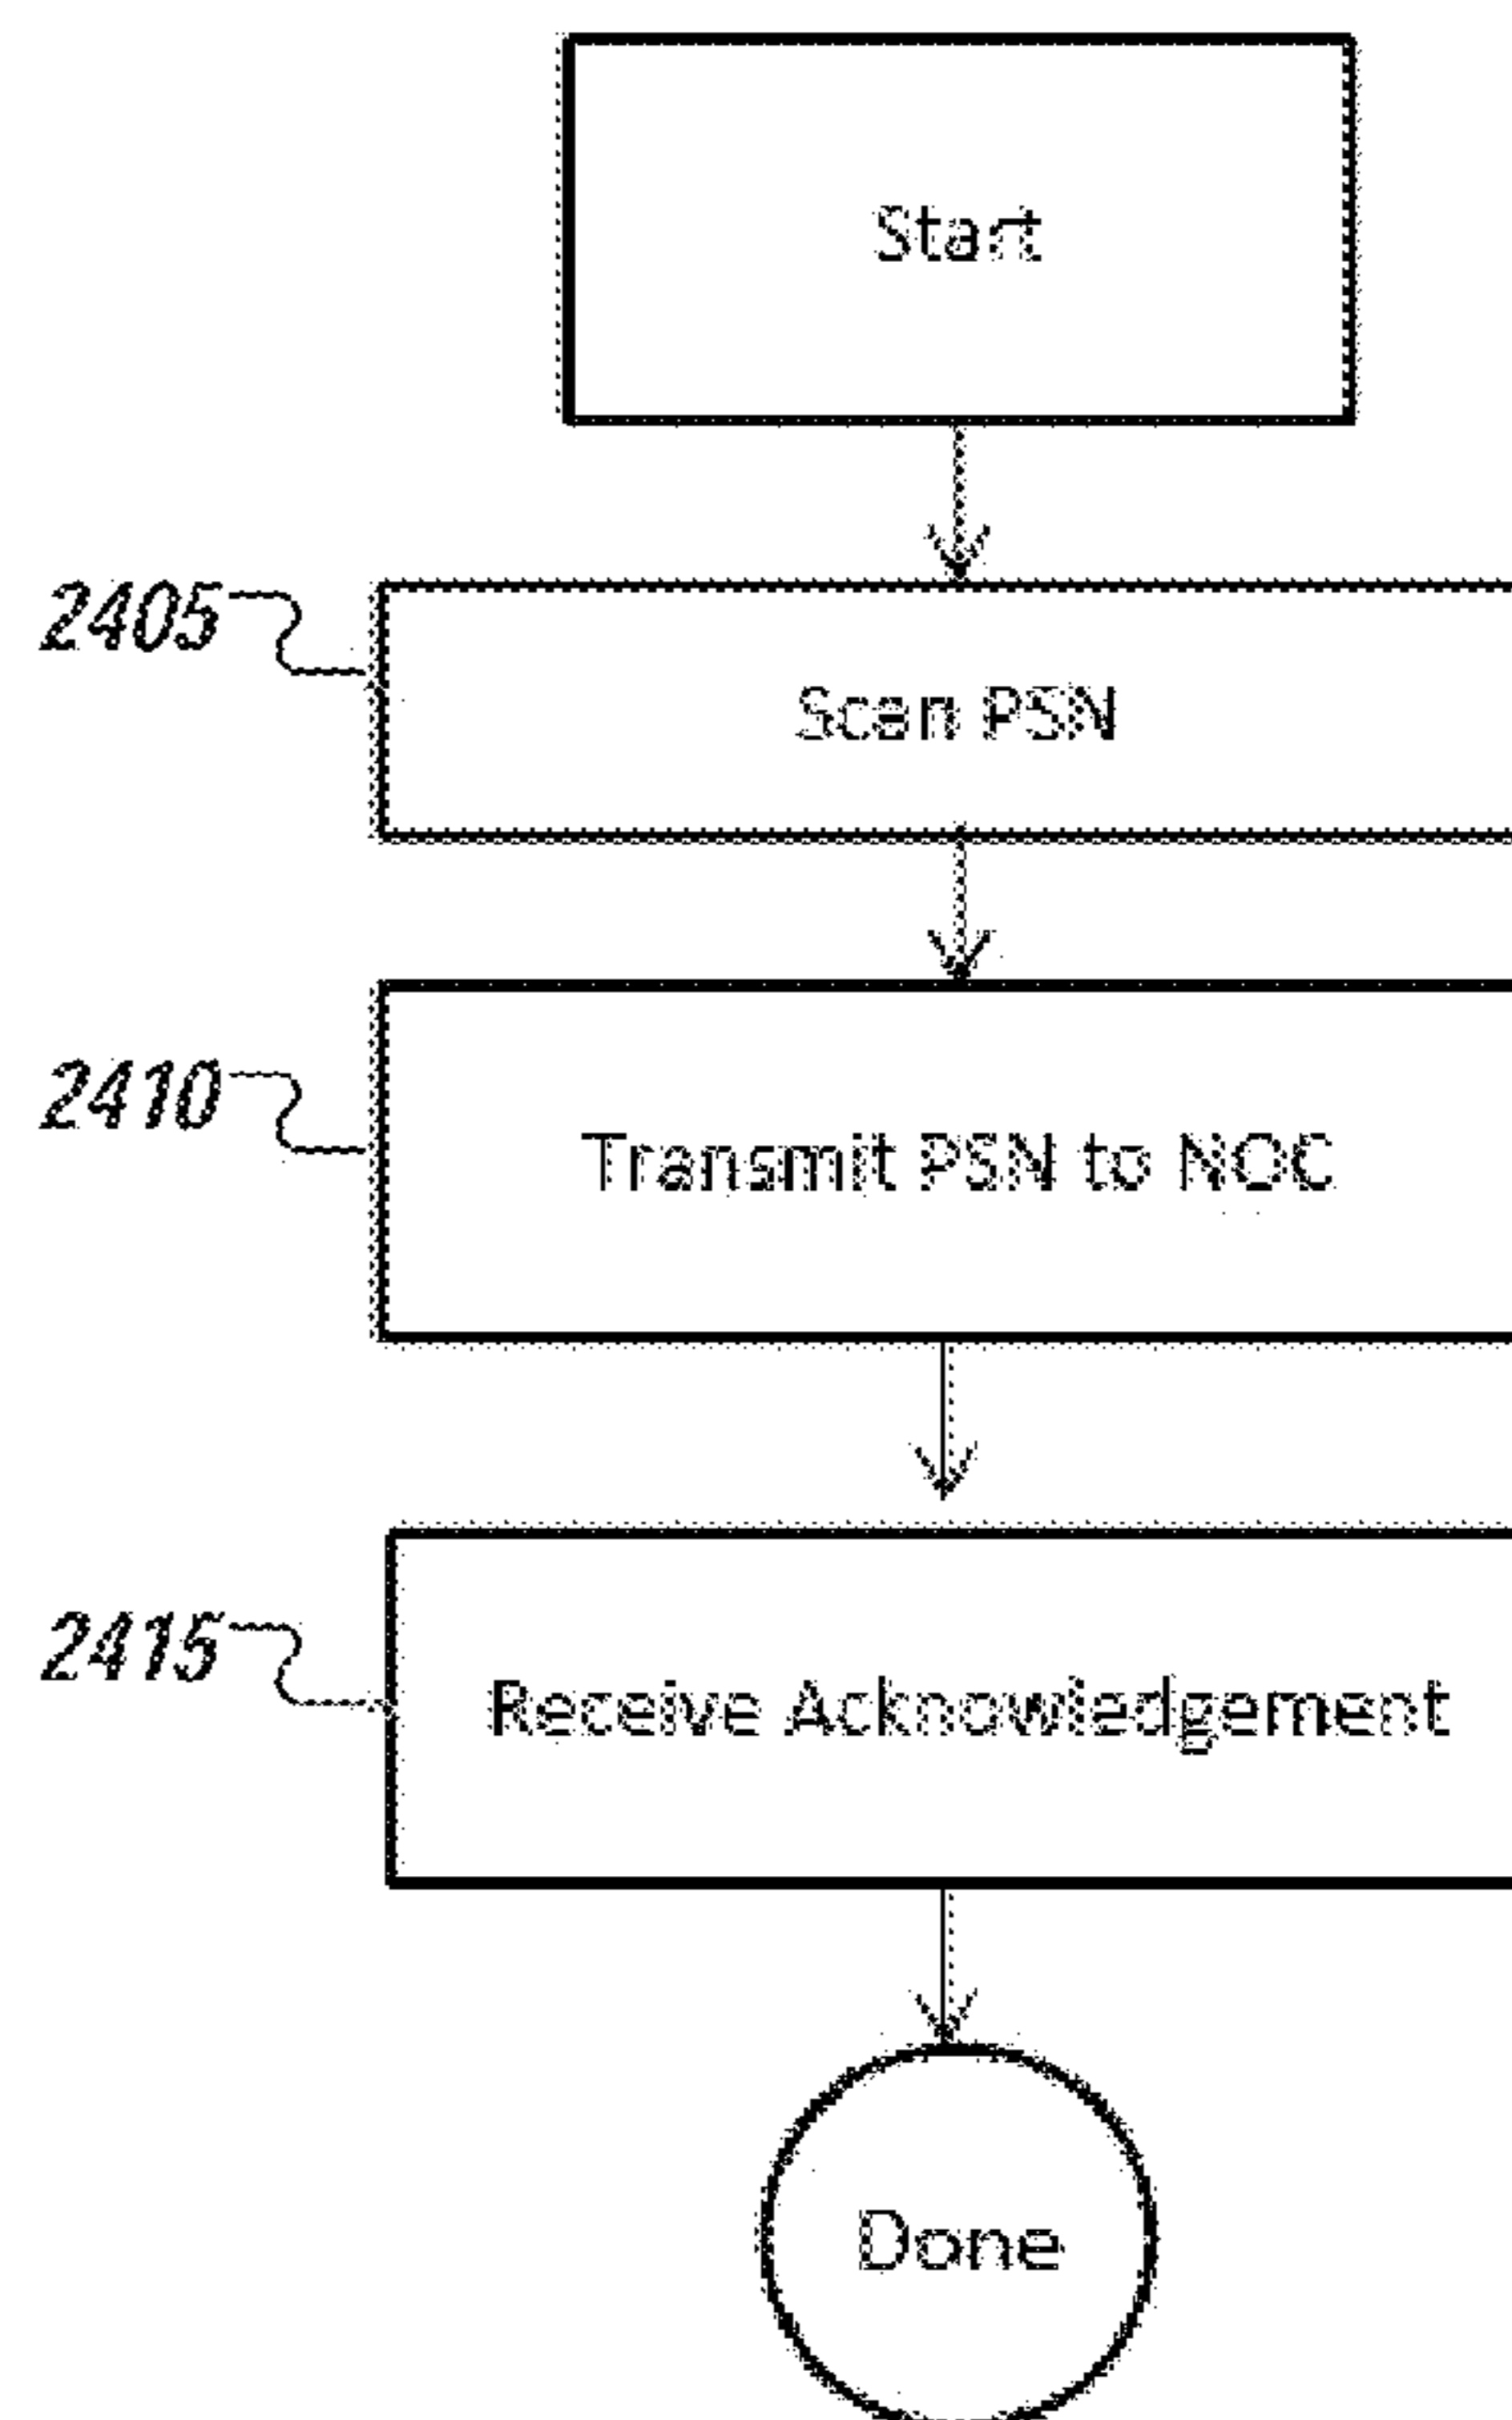 Start
2405
Scan PSN
2410
Transmit PSN to NOC
2415
Receive Acknowledgement
Done